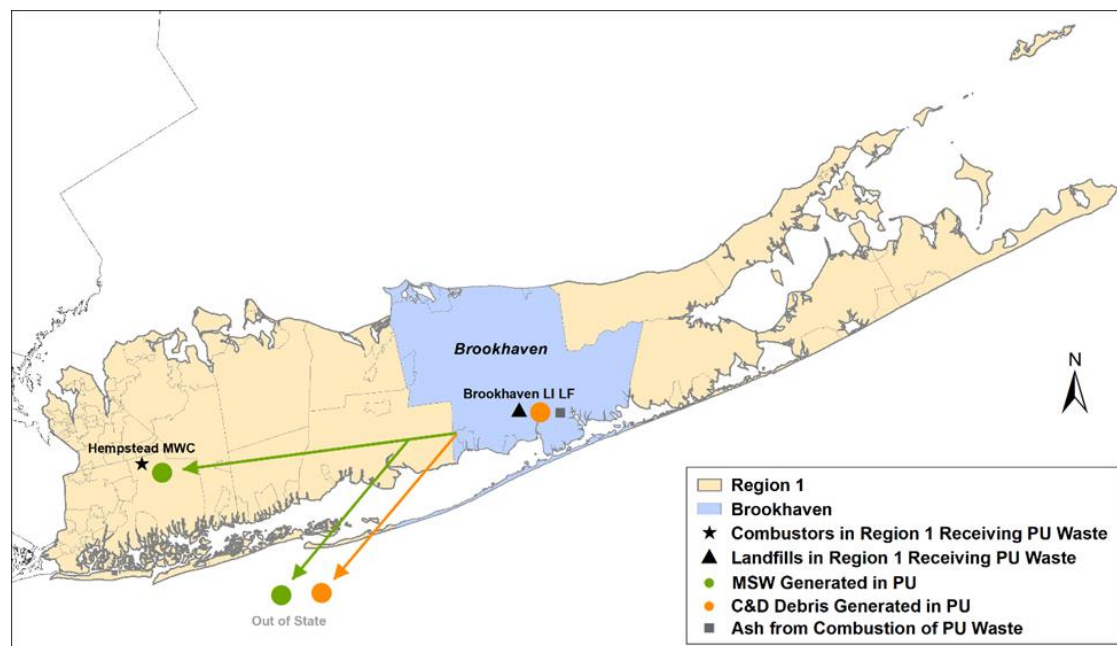 Brookhaven
Brookhaven LI LF
N
Hempstead MWC
Out of State
Region 1
Brookhaven
Combustors in Region 1 Receiving PU Waste
Landfills in Region 1 Receiving PU Waste
MSW Generated in PU
C&D Debris Generated in PU
Ash from Combustion of PU Waste